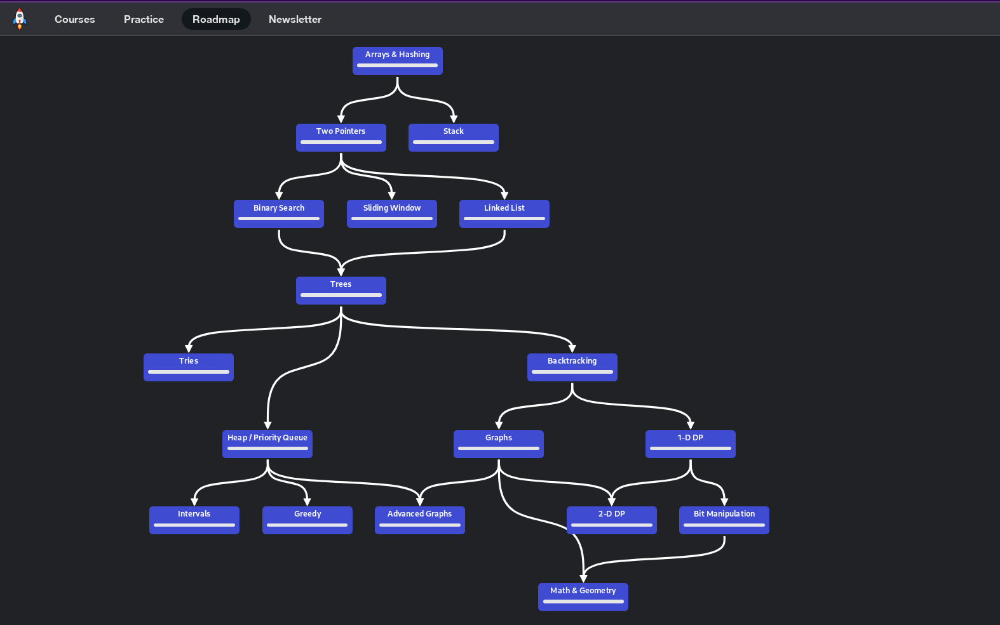 Courses
Practice
Roadmap
Newsletter
Arrays & Hashing
Two Pointers
Stack
Binary Search
Sliding Window
Linked List
Trees
Tries
Backtracking
Heap / Priority Queue
Graphs
1-D DP
Intervals
Greedy
Advanced Graphs
2-D DP
Bit Manipulation
Math & Geometry